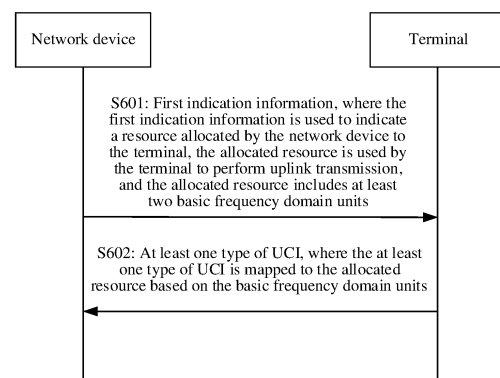 Network device
Terminal
S601: First indication information, where the
first indication information is used to indicate
a resource allocated by the network device to
the terminal, the allocated resource is used by
the terminal to perform uplink transmission,
and the allocated resource includes at least
two basic frequency domain units
S602: At least one type of UCI, where the at least
one type of UCI is mapped to the allocated
resource based on the basic frequency domain units